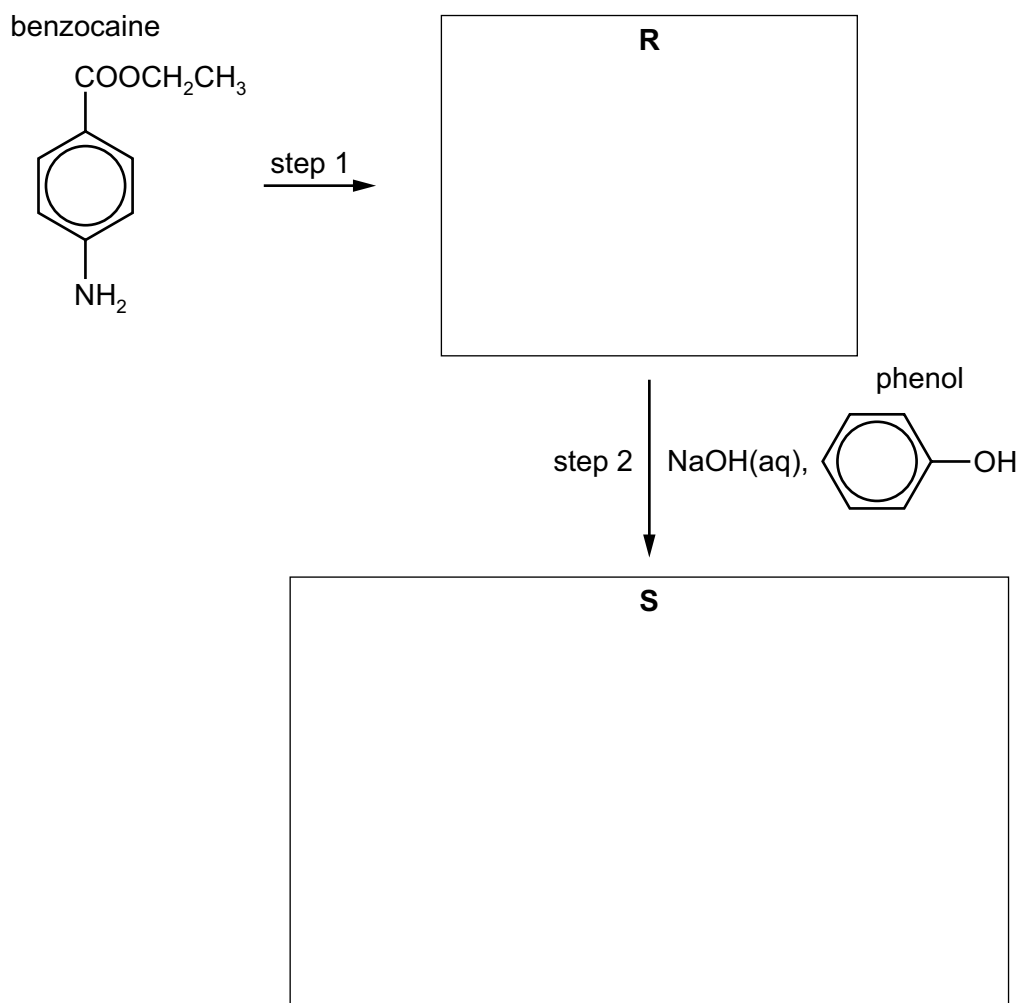 benzocaine
R
COOCH₂CH₃
step 1
NH₂
phenol
step 2 NaOH(aq), OH
S